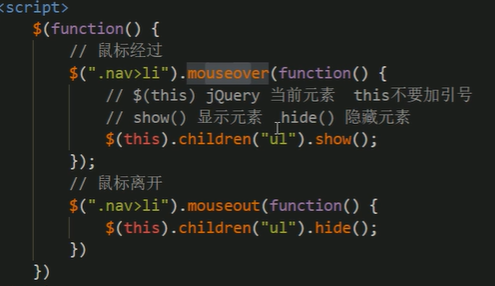 <script>
$(function() {
// 鼠标经过
$(".nav>li").mouseover(function() {
// $(this) jQuery 当前元素 this不要加引号
// show() 显示元素 hide() 隐藏元素
$(this).children("ul").show();
});
// 鼠标离开
$(".nav>li").mouseout(function() {
$(this).children("ul").hide();
})
})